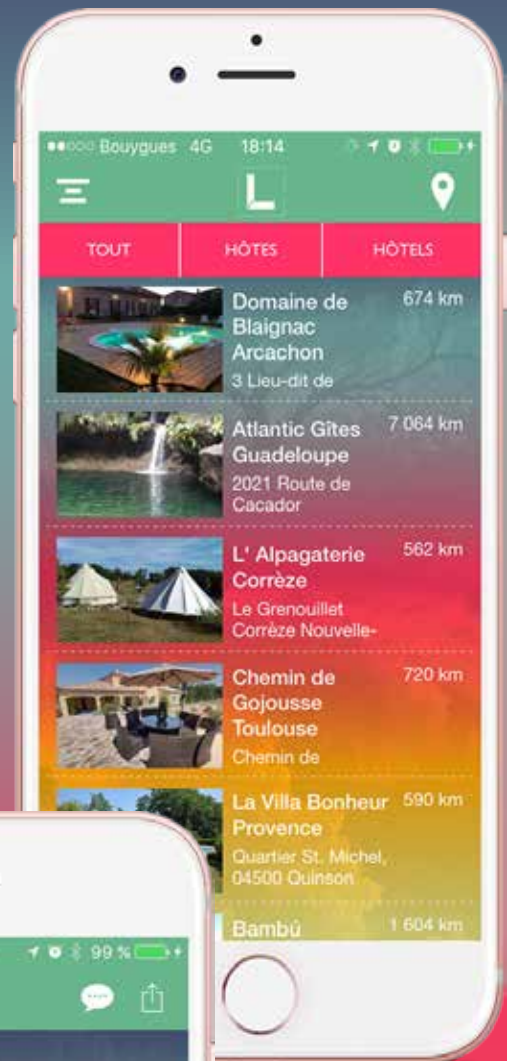 Bouygues 4G 18:14
L
TOUT HÔTES HÔTELS
Domaine de 674 km
Blaignac
Arcachon
3 Lieu-dit de
Atlantic Gîtes 7 064 km
Guadeloupe
2021 Route de
Cacador
L' Alpagaterie 562 km
Corrèze
Le Grenouillet
Corrèze Nouvelle-
Chemin de 720 km
Gojousse
Toulouse
Chemin de
La Villa Bonheur 590 km
Provence
Quartier St. Michel,
04500 Quinson
Bambú 1 604 km
99 %